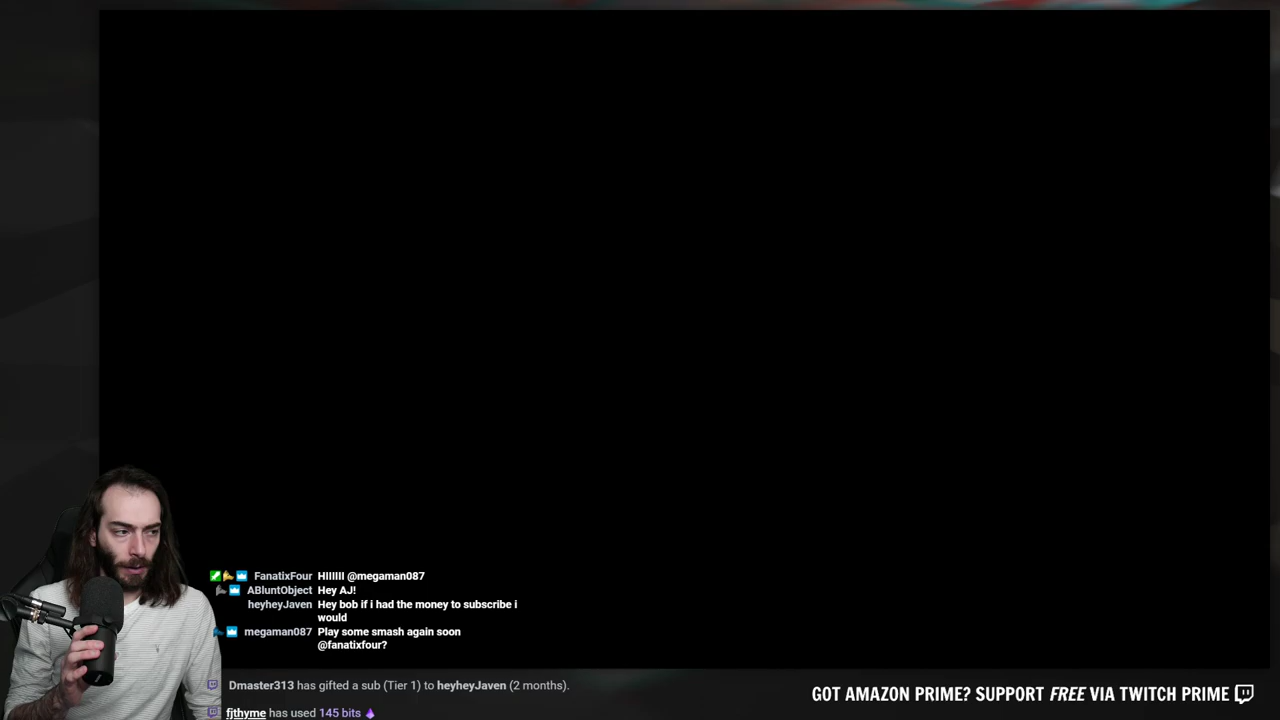 FanatixFour HIIIIII @megaman087
ABluntObject Hey AJ!
heyheyJaven Hey bob if i had the money to subscribe i
would
megaman087 Play some smash again soon
@fanatixfour?
Dmaster313 has gifted a sub (Tier 1) to heyheyJaven (2 months).
fjthyme has used 145 bits
GOT AMAZON PRIME? SUPPORT FREE VIA TWITCH PRIME